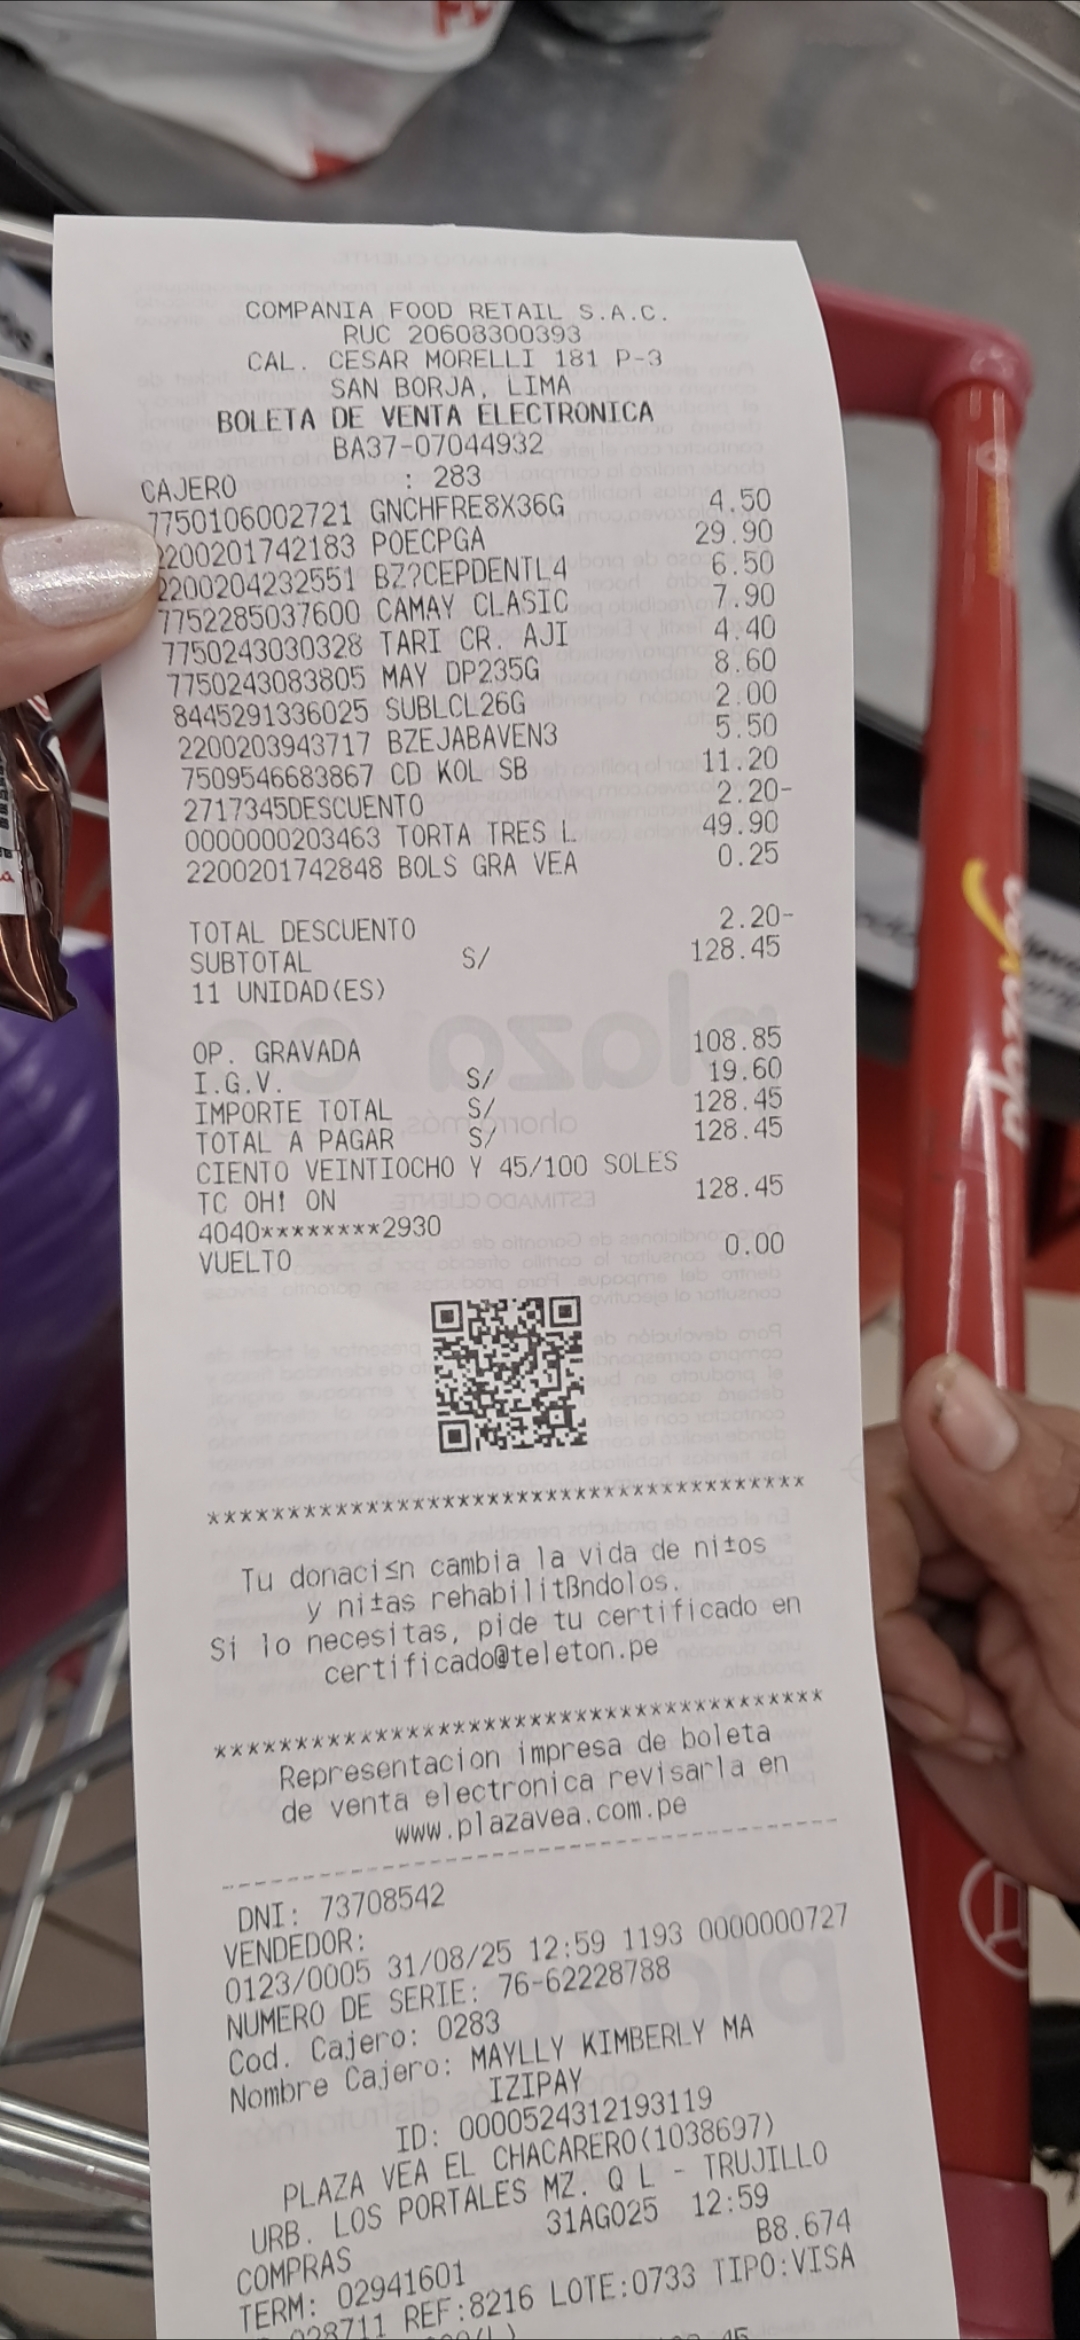 COMPANIA FOOD RETAIL S.A.C.
RUC 20608300393
CAL. CESAR MORELLI 181 P-3
SAN BORJA, LIMA
BOLETA DE VENTA ELECTRONICA
BA37-07044932
CAJERO : 283
7750106002721 GNCHFRE8X36G 4.50
2200201742183 POECPGA 29.90
2200204232551 BZ?CEPDENTL4 6.50
7752285037600 CAMAY CLASIC 7.90
7750243030328 TARI CR. AJI 4.40
7750243083805 MAY DP235G 8.60
8445291336025 SUBLCL26G 2.00
2200203943717 BZEJABAVEN3 5.50
7509546683867 CD KOL SB 11.20
2717345DESCUENTO 2.20-
0000000203463 TORTA TRES L 49.90
2200201742848 BOLS GRA VEA 0.25
TOTAL DESCUENTO 2.20-
SUBTOTAL S/ 128.45
11 UNIDAD(ES)
OP. GRAVADA 108.85
I.G.V. S/ 19.60
IMPORTE TOTAL S/ 128.45
TOTAL A PAGAR S/ 128.45
CIENTO VEINTIOCHO Y 45/100 SOLES
TC OH! ON 128.45
4040********2930
VUELTO 0.00
****************************************
Tu donaci≤n cambia la vida de ni±os
y ni±as rehabilitßndolos.
Si lo necesitas, pide tu certificado en
certificado@teleton.pe
****************************************
Representacion impresa de boleta
de venta electronica revisarla en
www.plazavea.com.pe
----------------------------------------
DNI: 73708542
VENDEDOR:
0123/0005 31/08/25 12:59 1193 0000000727
NUMERO DE SERIE: 76-62228788
Cod. Cajero: 0283
Nombre Cajero: MAYLLY KIMBERLY MA
IZIPAY
ID: 0000524312193119
PLAZA VEA EL CHACARERO(1038697)
URB. LOS PORTALES MZ. Q L - TRUJILLO
31AGO25 12:59
COMPRAS B8.674
TERM: 02941601
028711 REF:8216 LOTE:0733 TIPO:VISA